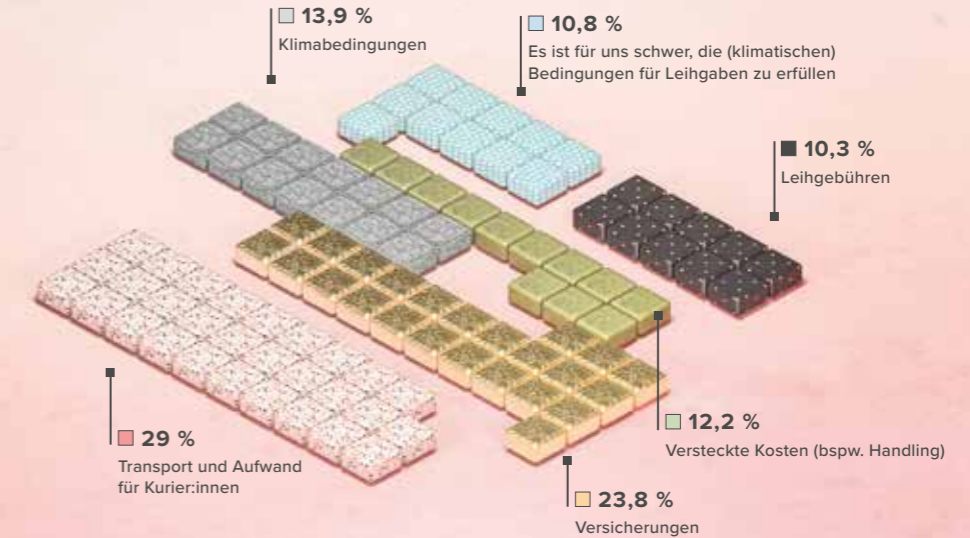 13,9 %
Klimabedingungen
10,8 %
Es ist für uns schwer, die (klimatischen)
Bedingungen für Leihgaben zu erfüllen
10,3 %
Leihgebühren
12,2 %
Versteckte Kosten (bspw. Handling)
29 %
Transport und Aufwand
für Kurier:innen
23,8 %
Versicherungen